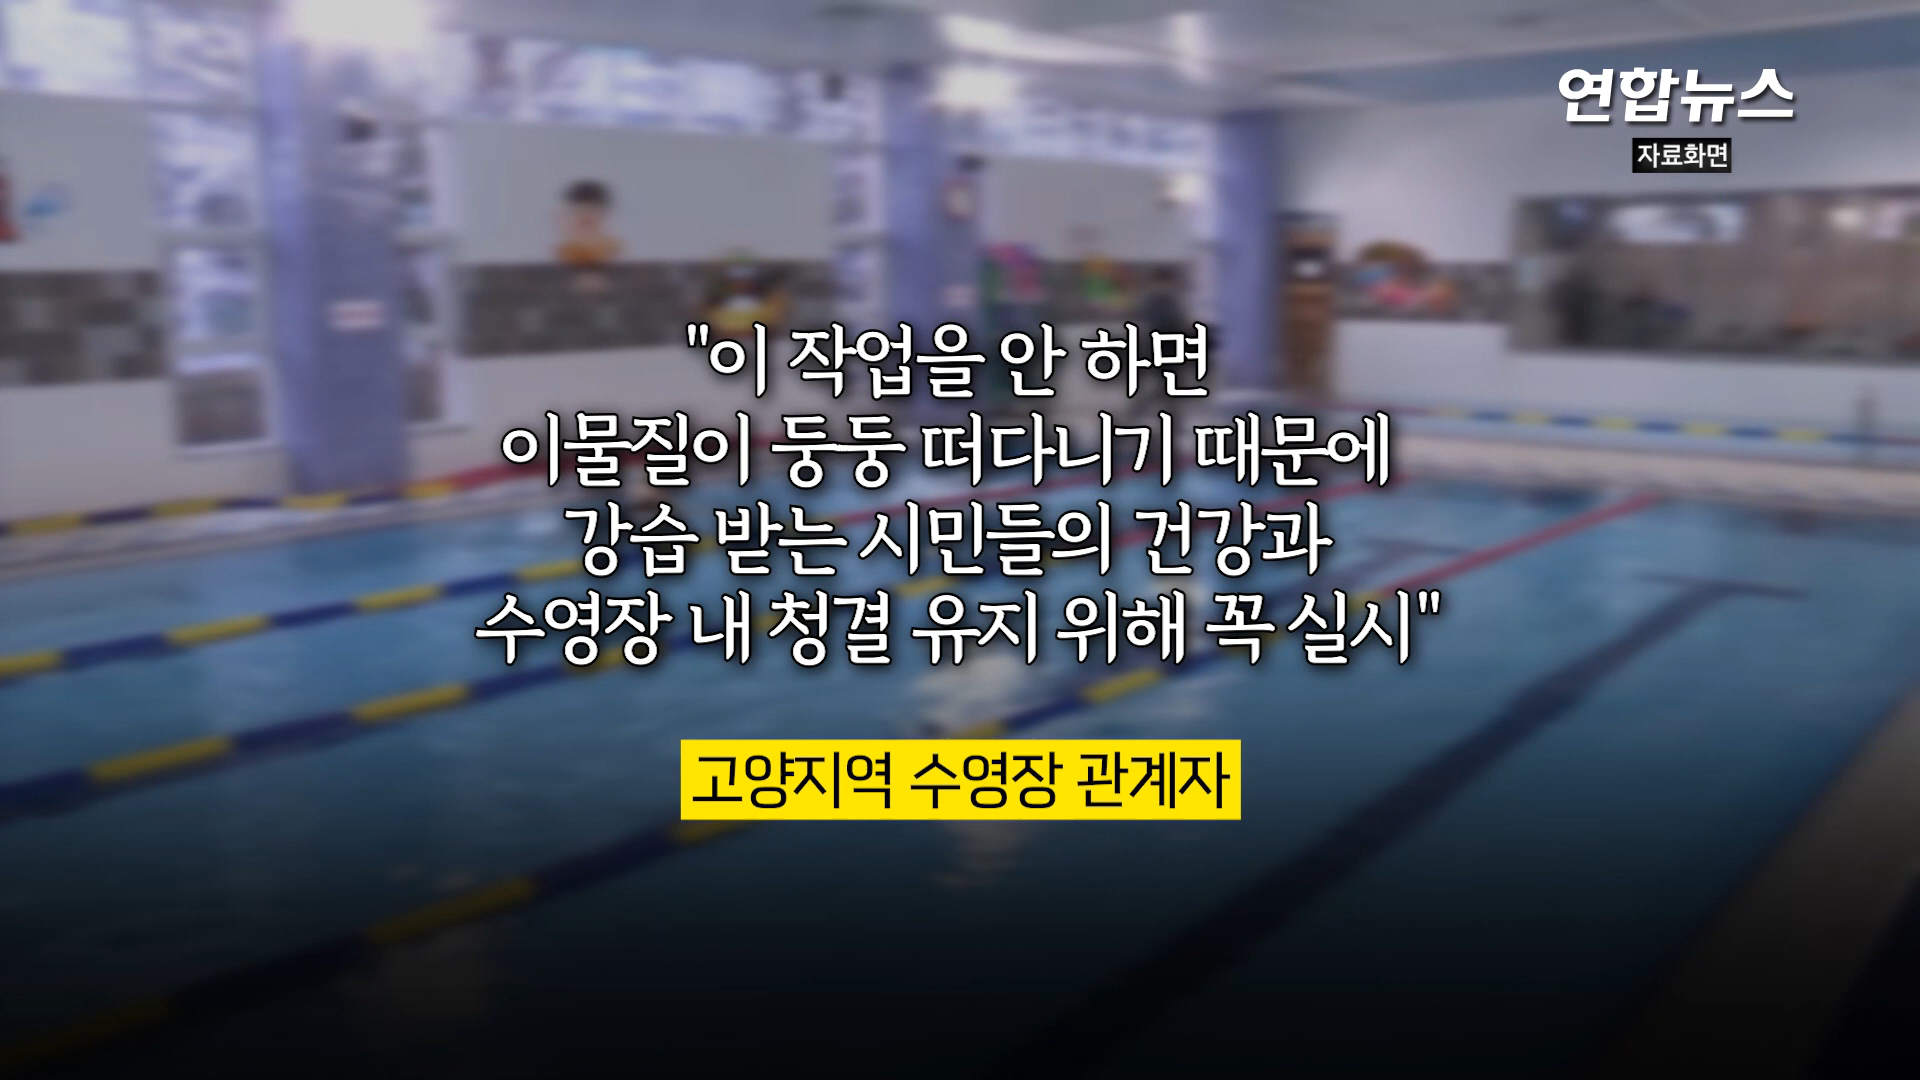 연합뉴스
자료화면
"이 작업을 안 하면
이물질이 둥둥 떠다니기 때문에
강습 받는 시민들의 건강과
수영장 내 청결 유지 위해 꼭 실시"
고양지역 수영장 관계자